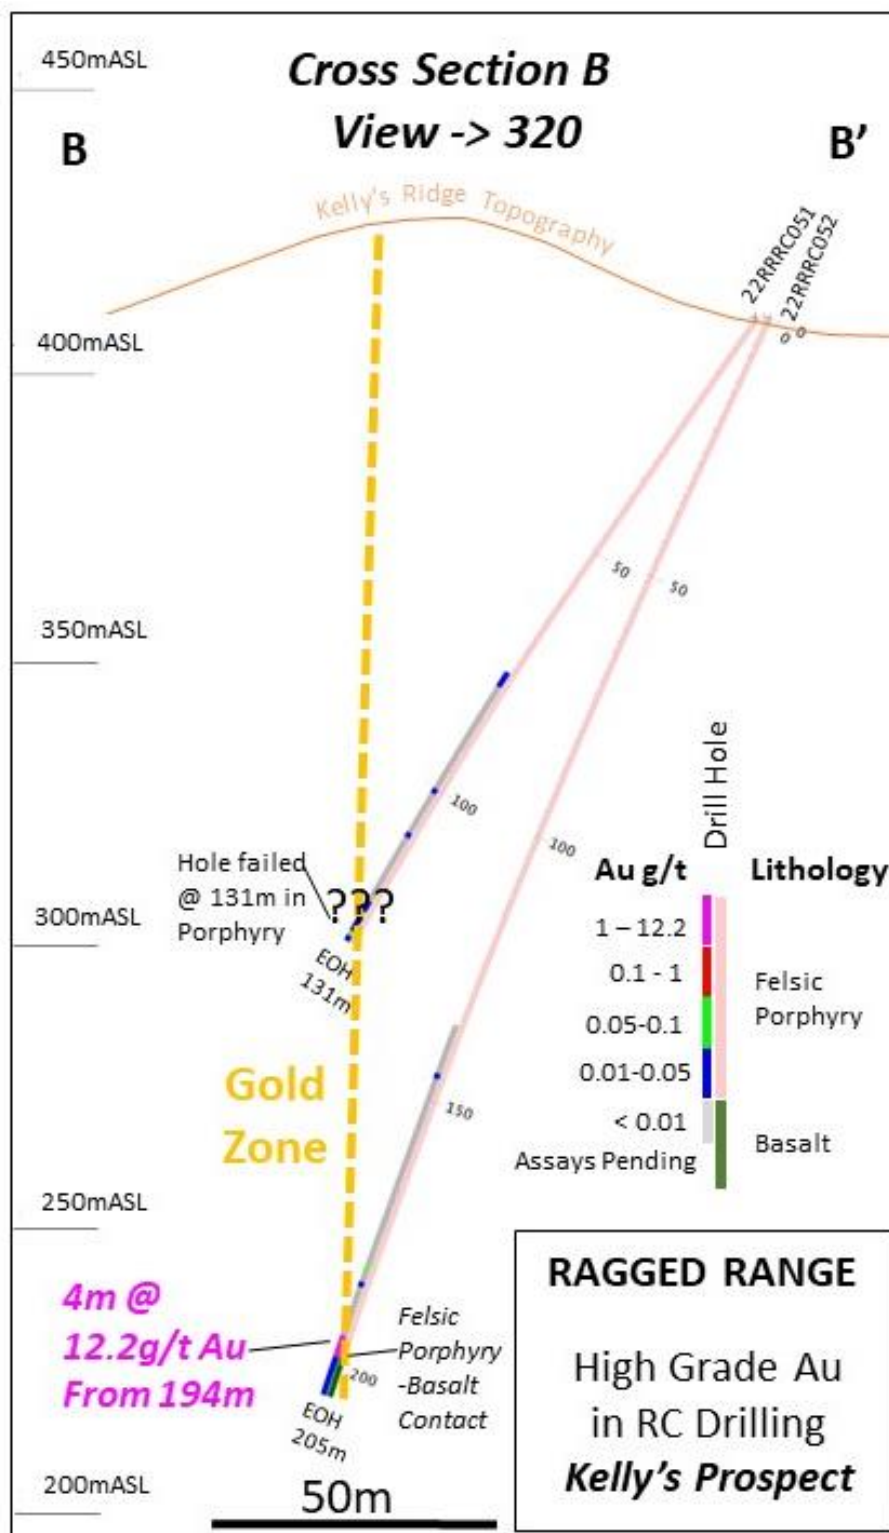 450mASL
Cross Section B
View -> 320
B
B’
Kelly's Ridge Topography
22RRRC051
22RRRC052
0
0
400mASL
50
50
350mASL
100
100
Drill Hole
Au g/t
Lithology
1 – 12.2
0.1 - 1
0.05-0.1
0.01-0.05
< 0.01
Assays Pending
Felsic
Porphyry
Basalt
Hole failed
@ 131m in
Porphyry
???
300mASL
EOH
131m
Gold
Zone
150
250mASL
4m @
12.2g/t Au
From 194m
Felsic
Porphyry
-Basalt
Contact
200
EOH
205m
200mASL
50m
RAGGED RANGE
High Grade Au
in RC Drilling
Kelly’s Prospect